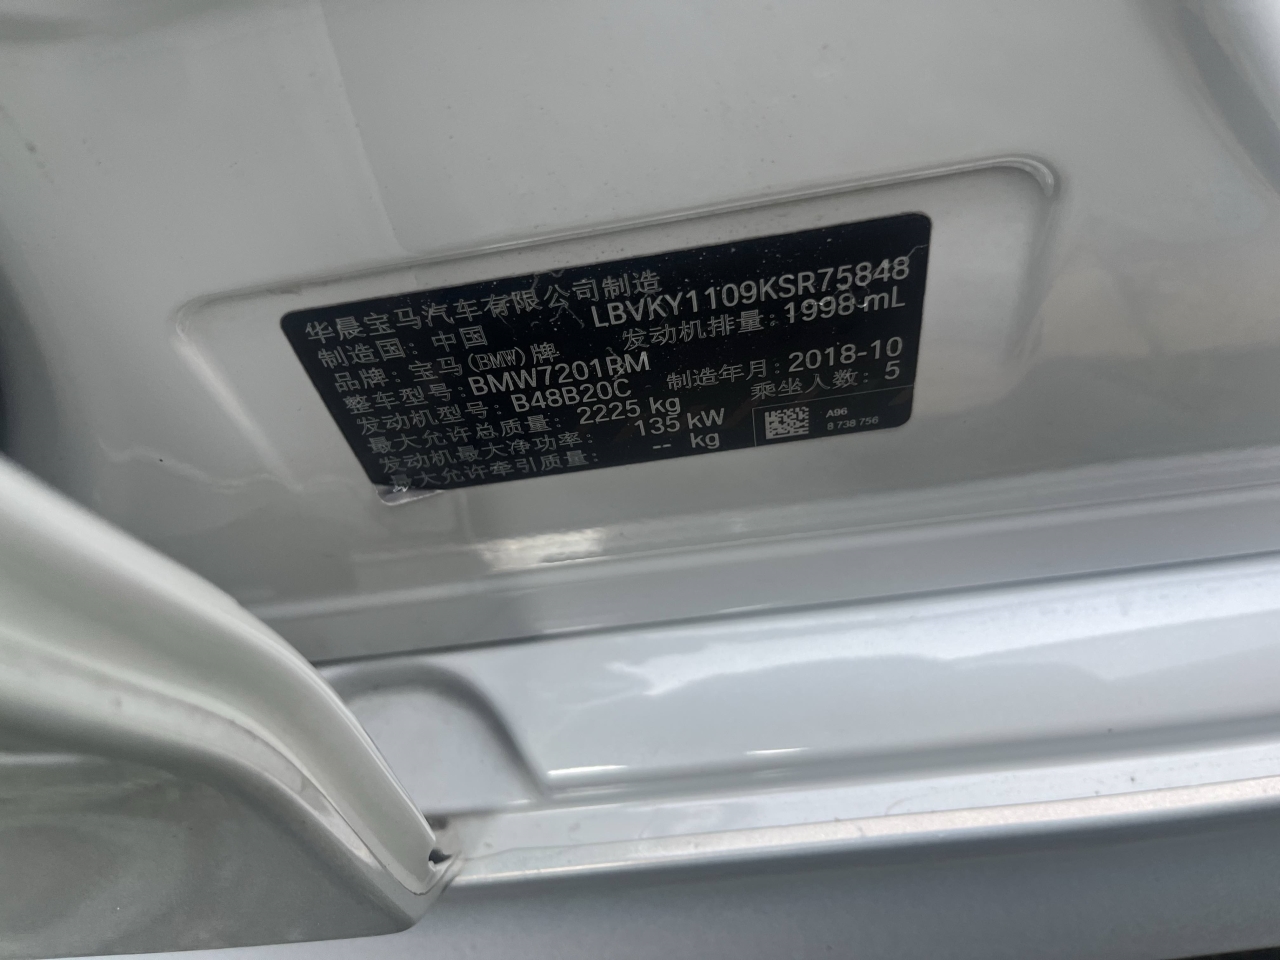 华晨宝马汽车有限公司制造
制造国：中国 LBVKY1109KSR75848
品牌：宝马(BMW)牌 发动机排量：1998 mL
整车型号：BMW7201RM
发动机型号：B48B20C 制造年月：2018-10
最大允许总质量：2225 kg 乘坐人数：5
发动机最大净功率：135 kW
最大允许牵引质量：-- kg
A96
8 738 756